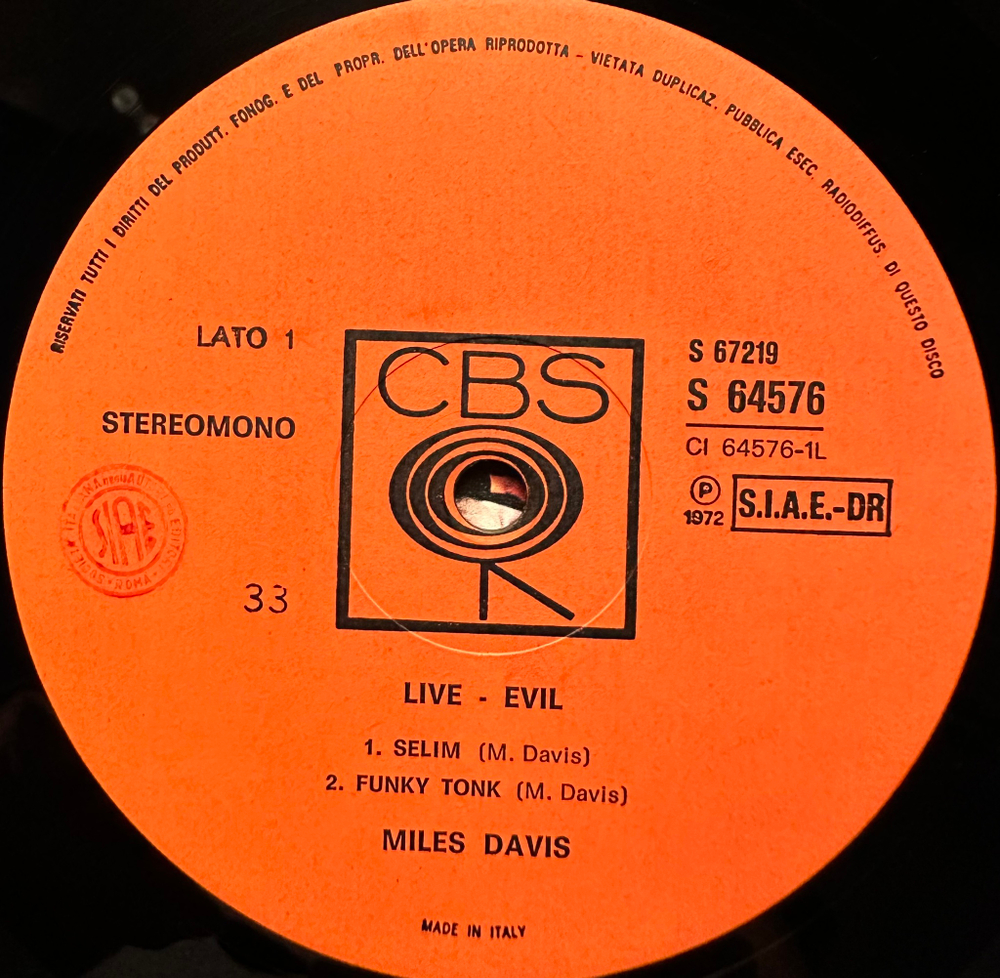 RISERVATI TUTTI I DIRITTI DEL PRODUTT. FONOG. E DEL PROPR. DELL'OPERA RIPRODOTTA - VIETATA DUPLICAZ. PUBBLICA ESEC. RADIODIFFUS. DI QUESTO DISCO
LATO 1
STEREOMONO
SIAE
ROMA
33
CBS
S 67219
S 64576
CI 64576-1L
Ⓟ
1972
S.I.A.E.-DR
LIVE - EVIL
1. SELIM (M. Davis)
2. FUNKY TONK (M. Davis)
MILES DAVIS
MADE IN ITALY